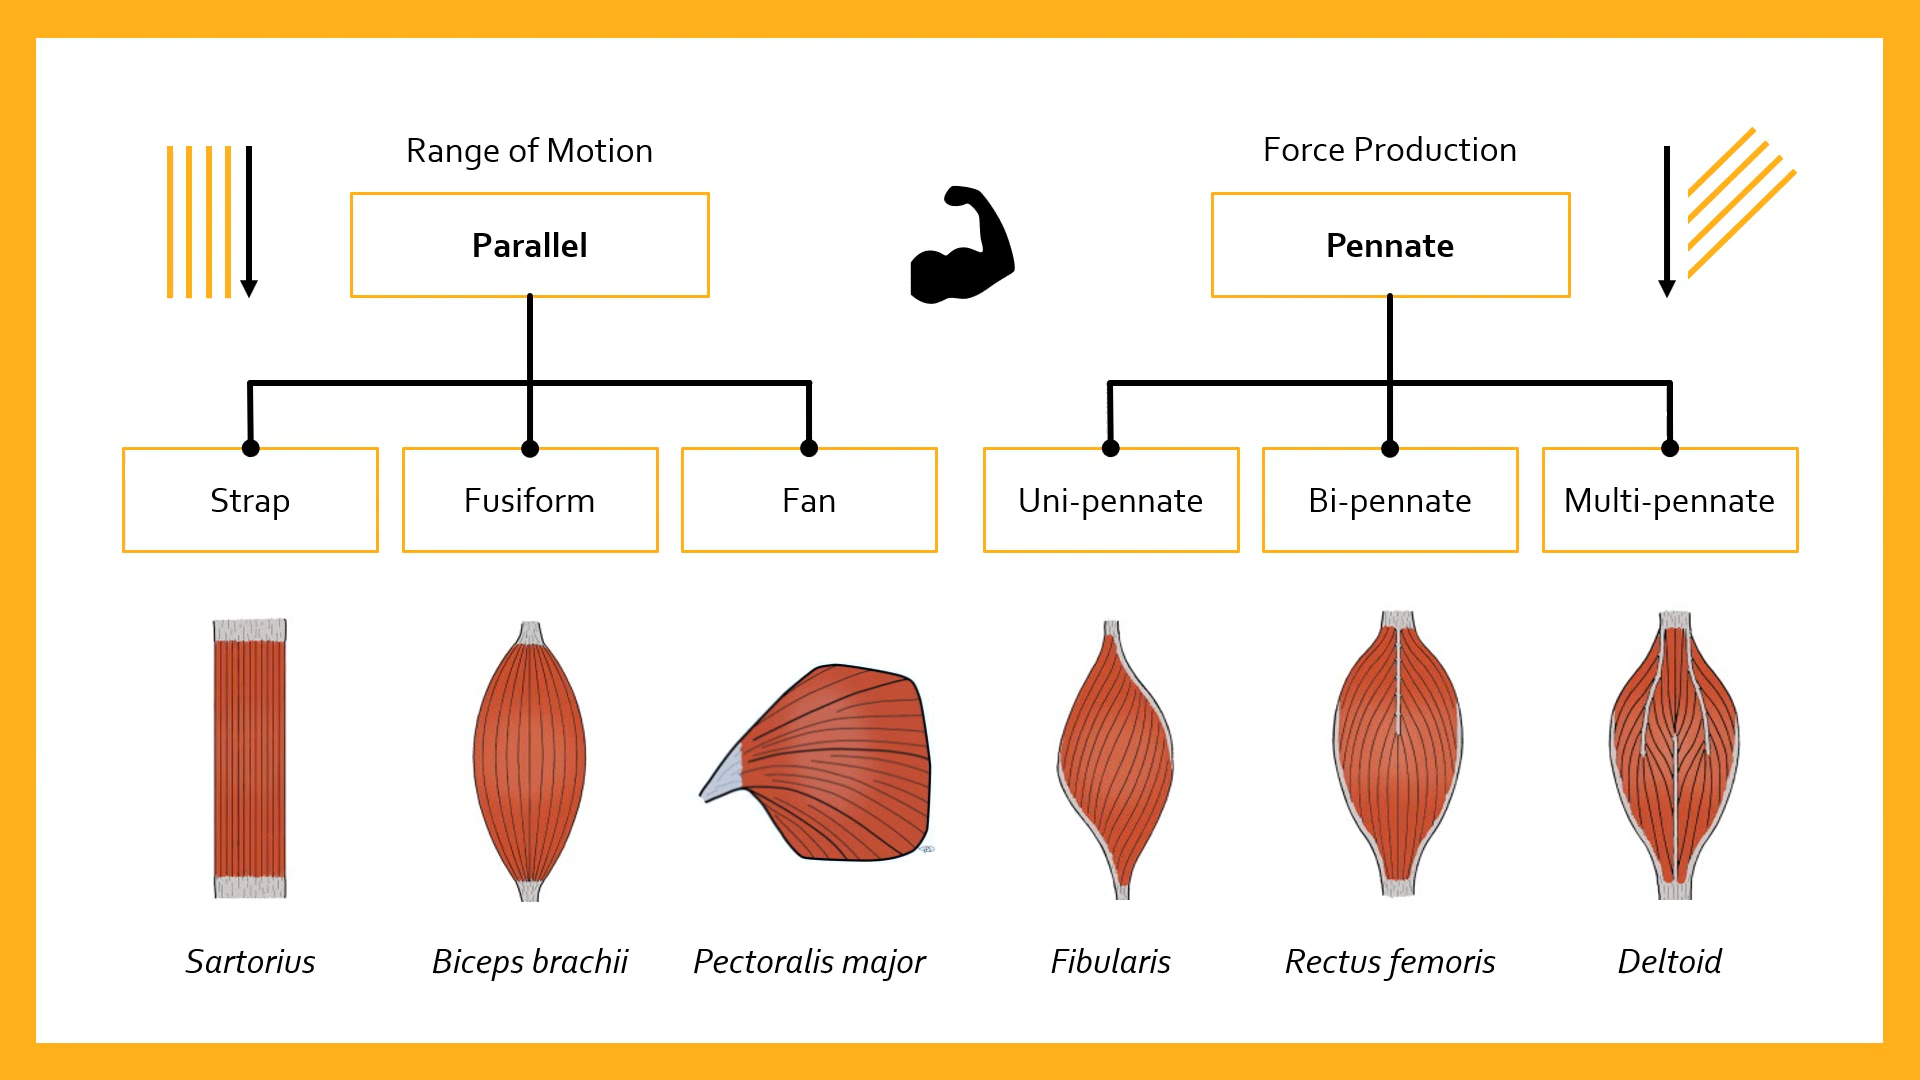 Range of Motion
Force Production
Parallel
Pennate
Strap
Fusiform
Fan
Uni-pennate
Bi-pennate
Multi-pennate
Sartorius
Biceps brachii
Pectoralis major
Fibularis
Rectus femoris
Deltoid